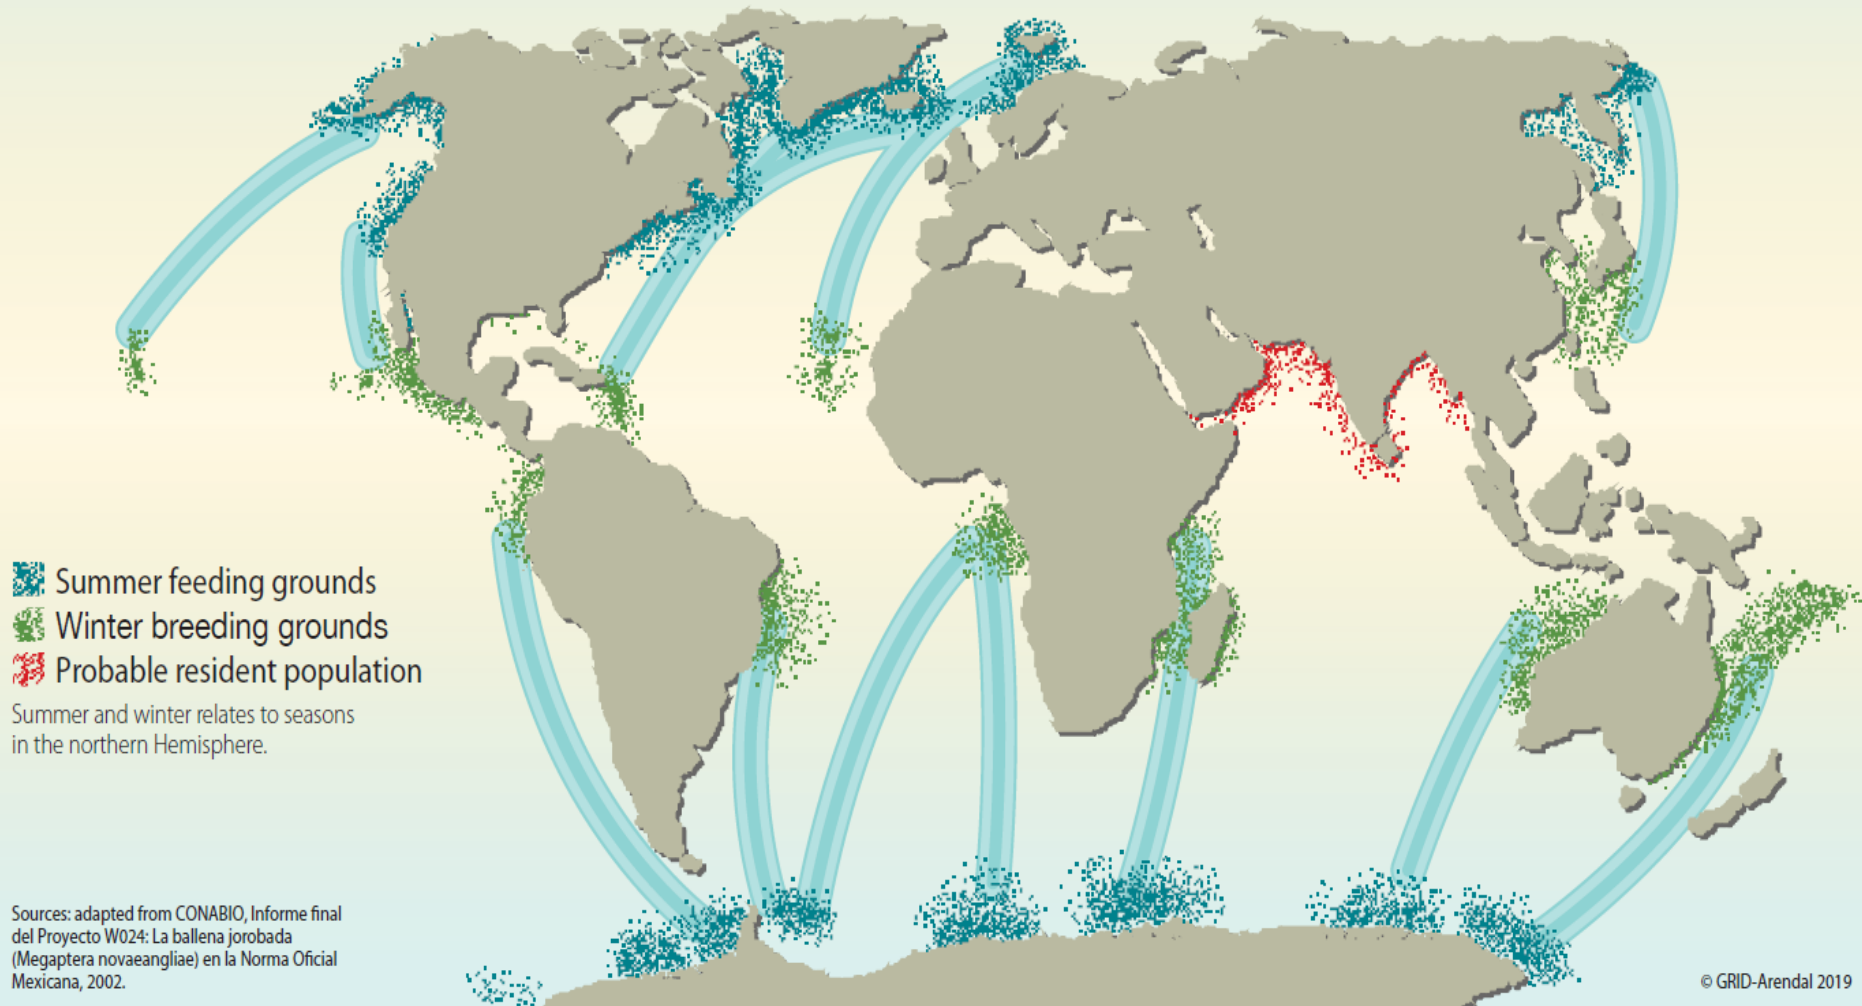 Summer feeding grounds
Winter breeding grounds
Probable resident population
Summer and winter relates to seasons
in the northern Hemisphere.
Sources: adapted from CONABIO, Informe final
del Proyecto W024: La ballena jorobada
(Megaptera novaeangliae) en la Norma Oficial
Mexicana, 2002.
© GRID-Arendal 2019